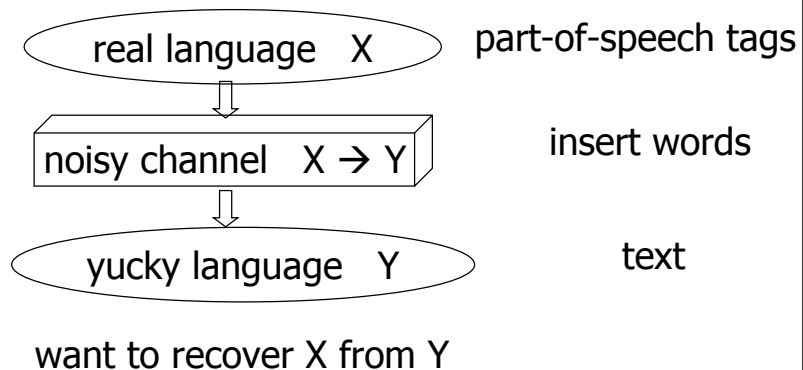 real language X part-of-speech tags
noisy channel X → Y insert words
yucky language Y text
want to recover X from Y